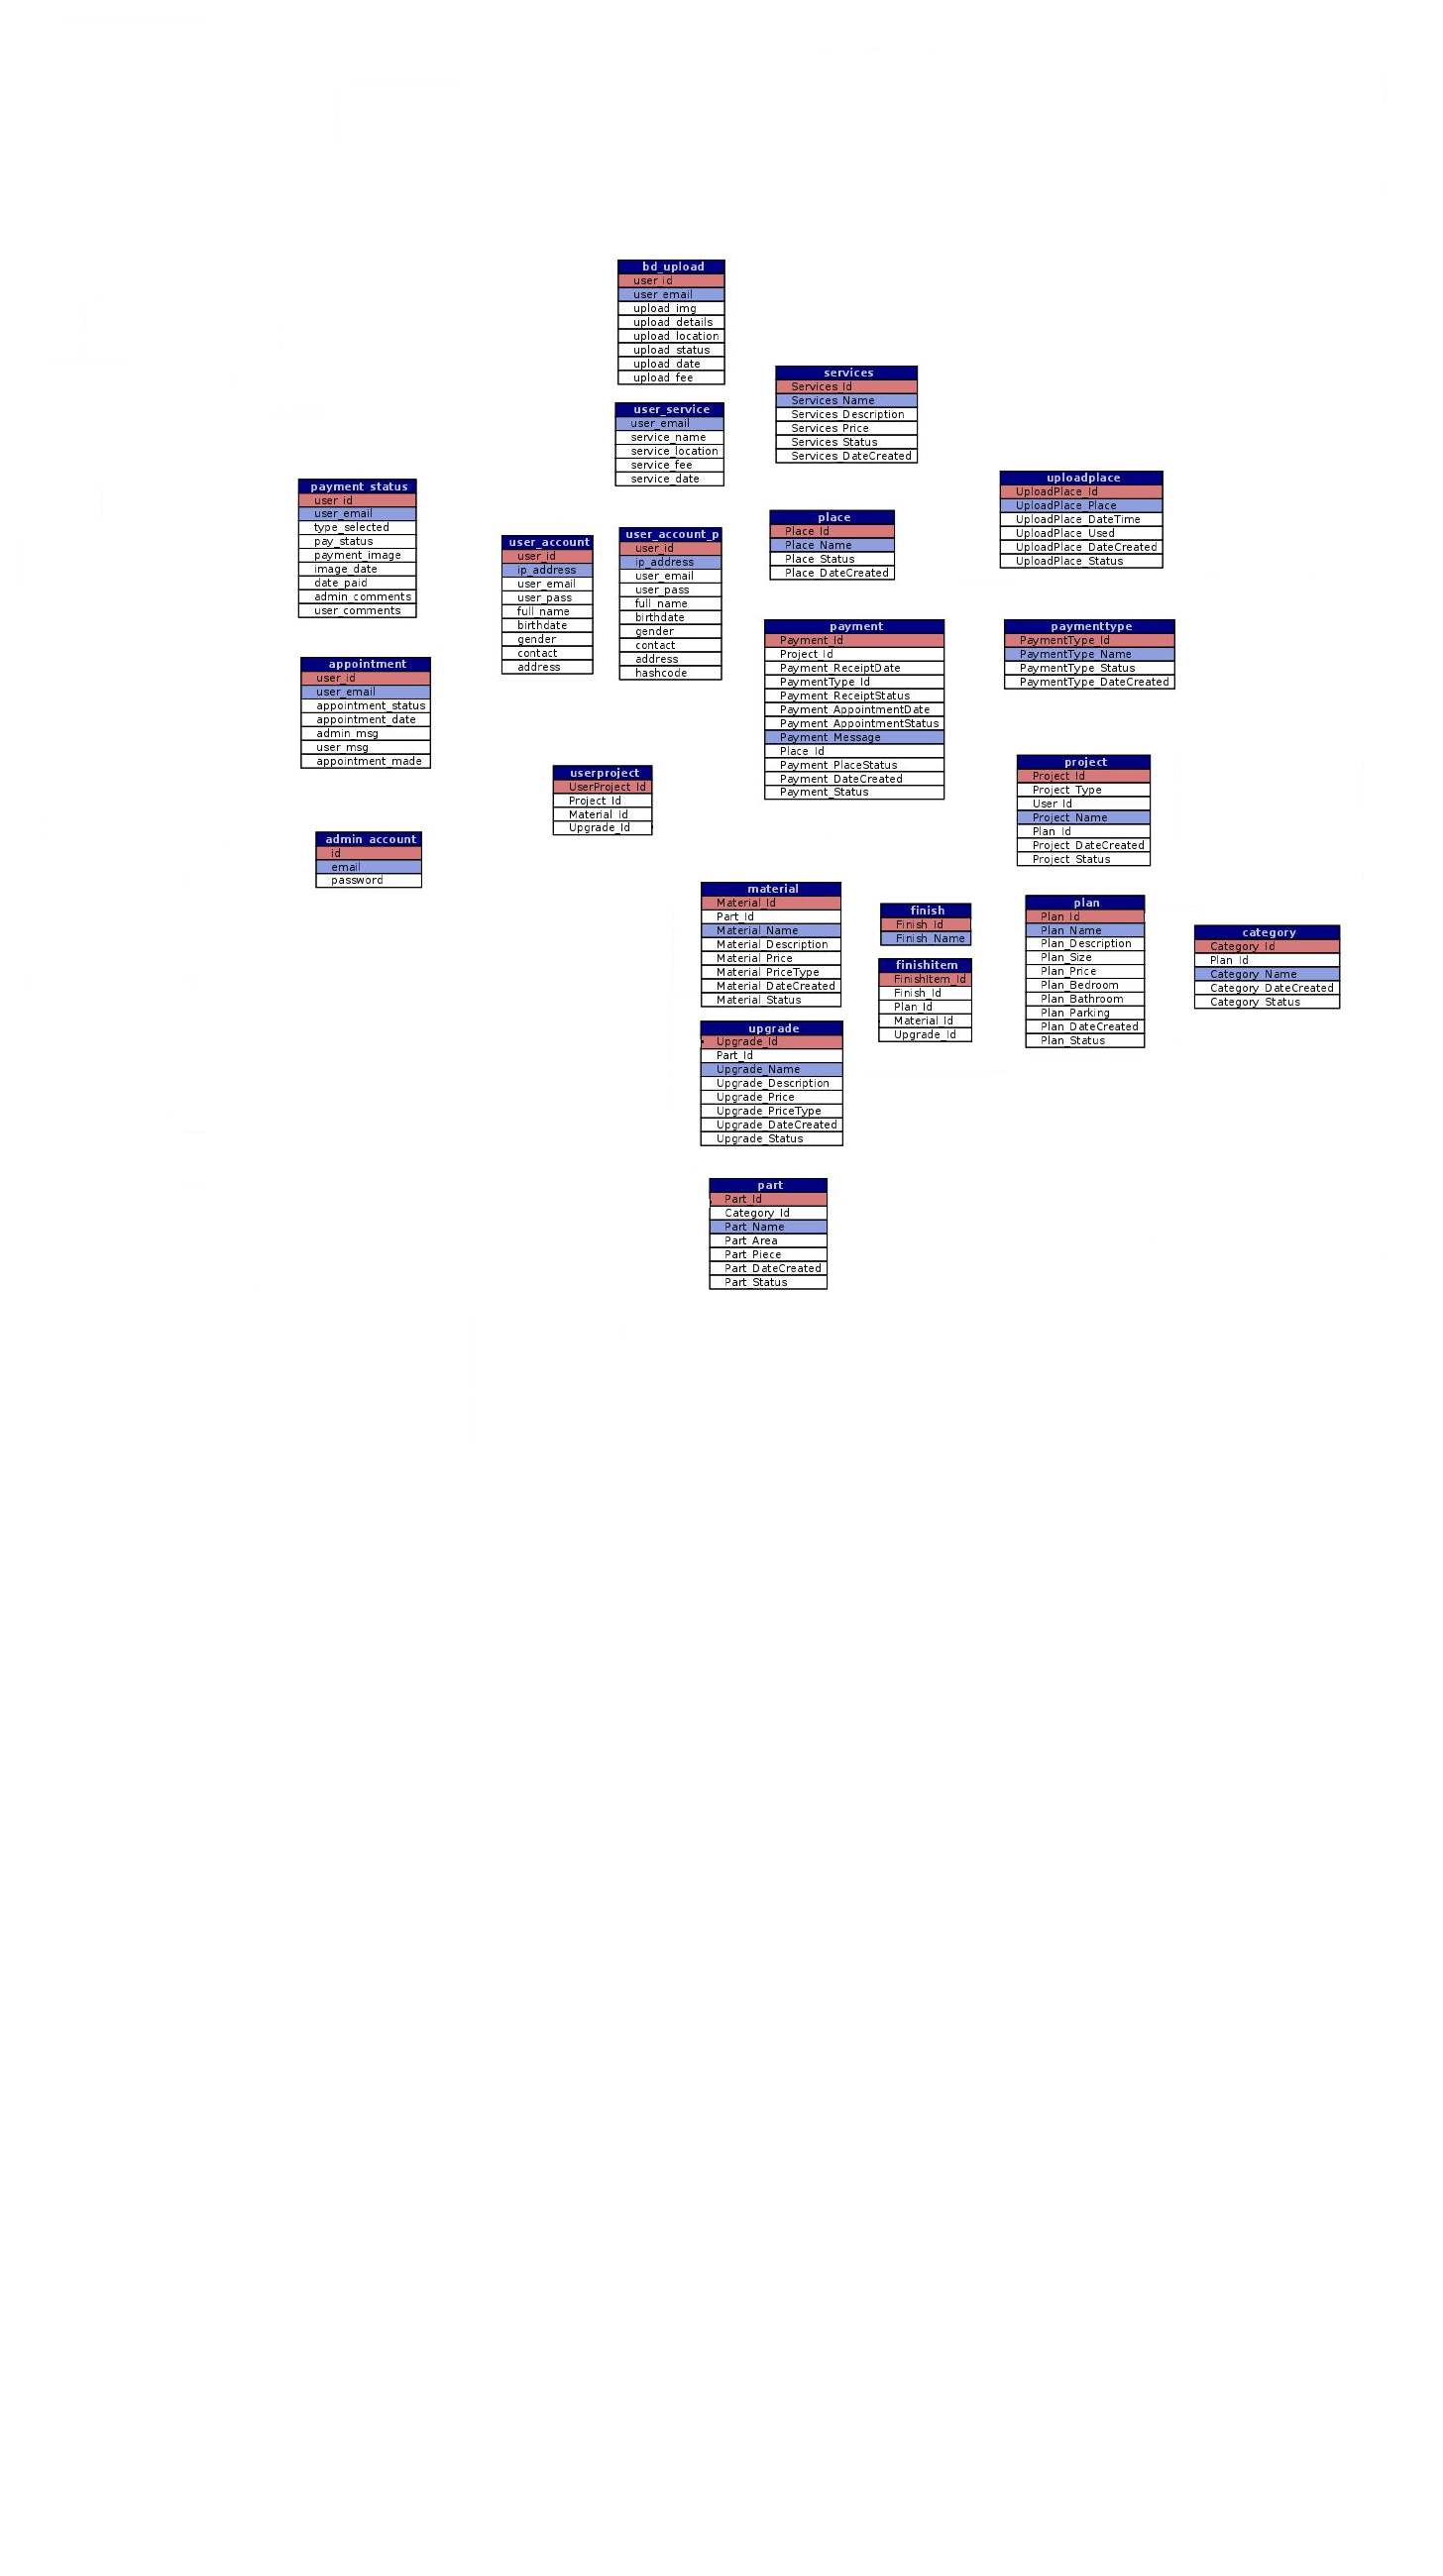 bd_upload
user_id
user_email
upload_img
upload_details
upload_location
upload_status
upload_date
upload_fee
services
Services_Id
Services_Name
Services_Description
Services_Price
Services_Status
Services_DateCreated
user_service
user_email
service_name
service_location
service_fee
service_date
uploadplace
UploadPlace_Id
UploadPlace_Place
UploadPlace_DateTime
UploadPlace_Used
UploadPlace_DateCreated
UploadPlace_Status
payment_status
user_id
user_email
type_selected
pay_status
payment_image
image_date
date_paid
admin_comments
user_comments
place
Place_Id
Place_Name
Place_Status
Place_DateCreated
user_account
user_id
ip_address
user_email
user_pass
full_name
birthdate
gender
contact
address
user_account_p
user_id
ip_address
user_email
user_pass
full_name
birthdate
gender
contact
address
hashcode
payment
Payment_Id
Project_Id
Payment_ReceiptDate
PaymentType_Id
Payment_ReceiptStatus
Payment_AppointmentDate
Payment_AppointmentStatus
Payment_Message
Place_Id
Payment_PlaceStatus
Payment_DateCreated
Payment_Status
paymenttype
PaymentType_Id
PaymentType_Name
PaymentType_Status
PaymentType_DateCreated
appointment
user_id
user_email
appointment_status
appointment_date
admin_msg
user_msg
appointment_made
project
Project_Id
Project_Type
User_Id
Project_Name
Plan_Id
Project_DateCreated
Project_Status
userproject
UserProject_Id
Project_Id
Material_Id
Upgrade_Id
admin_account
id
email
password
material
Material_Id
Part_Id
Material_Name
Material_Description
Material_Price
Material_PriceType
Material_DateCreated
Material_Status
finish
Finish_Id
Finish_Name
plan
Plan_Id
Plan_Name
Plan_Description
Plan_Size
Plan_Price
Plan_Bedroom
Plan_Bathroom
Plan_Parking
Plan_DateCreated
Plan_Status
category
Category_Id
Plan_Id
Category_Name
Category_DateCreated
Category_Status
finishitem
FinishItem_Id
Finish_Id
Plan_Id
Material_Id
Upgrade_Id
upgrade
Upgrade_Id
Part_Id
Upgrade_Name
Upgrade_Description
Upgrade_Price
Upgrade_PriceType
Upgrade_DateCreated
Upgrade_Status
part
Part_Id
Category_Id
Part_Name
Part_Area
Part_Piece
Part_DateCreated
Part_Status